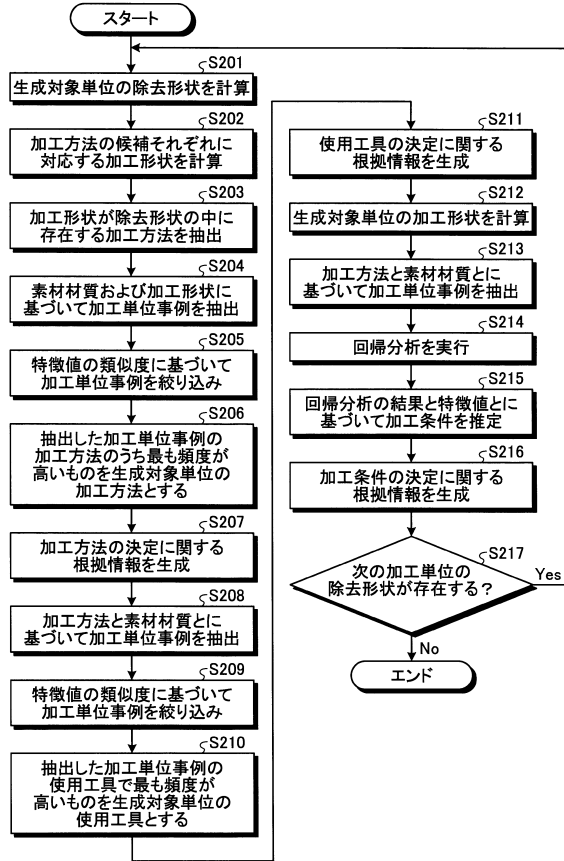 スタート
S201
生成対象単位の除去形状を計算
S202
加工方法の候補それぞれに
対応する加工形状を計算
S203
加工形状が除去形状の中に
存在する加工方法を抽出
S204
素材材質および加工形状に
基づいて加工単位事例を抽出
S205
特徴値の類似度に基づいて
加工単位事例を絞り込み
S206
抽出した加工単位事例の
加工方法のうち最も頻度が
高いものを生成対象単位の
加工方法とする
S207
加工方法の決定に関する
根拠情報を生成
S208
加工方法と素材材質とに
基づいて加工単位事例を抽出
S209
特徴値の類似度に基づいて
加工単位事例を絞り込み
S210
抽出した加工単位事例の
使用工具で最も頻度が
高いものを生成対象単位の
使用工具とする
S211
使用工具の決定に関する
根拠情報を生成
S212
生成対象単位の加工形状を計算
S213
加工方法と素材材質とに
基づいて加工単位事例を抽出
S214
回帰分析を実行
S215
回帰分析の結果と特徴値とに
基づいて加工条件を推定
S216
加工条件の決定に関する
根拠情報を生成
S217
次の加工単位の
除去形状が存在する?
Yes
No
エンド